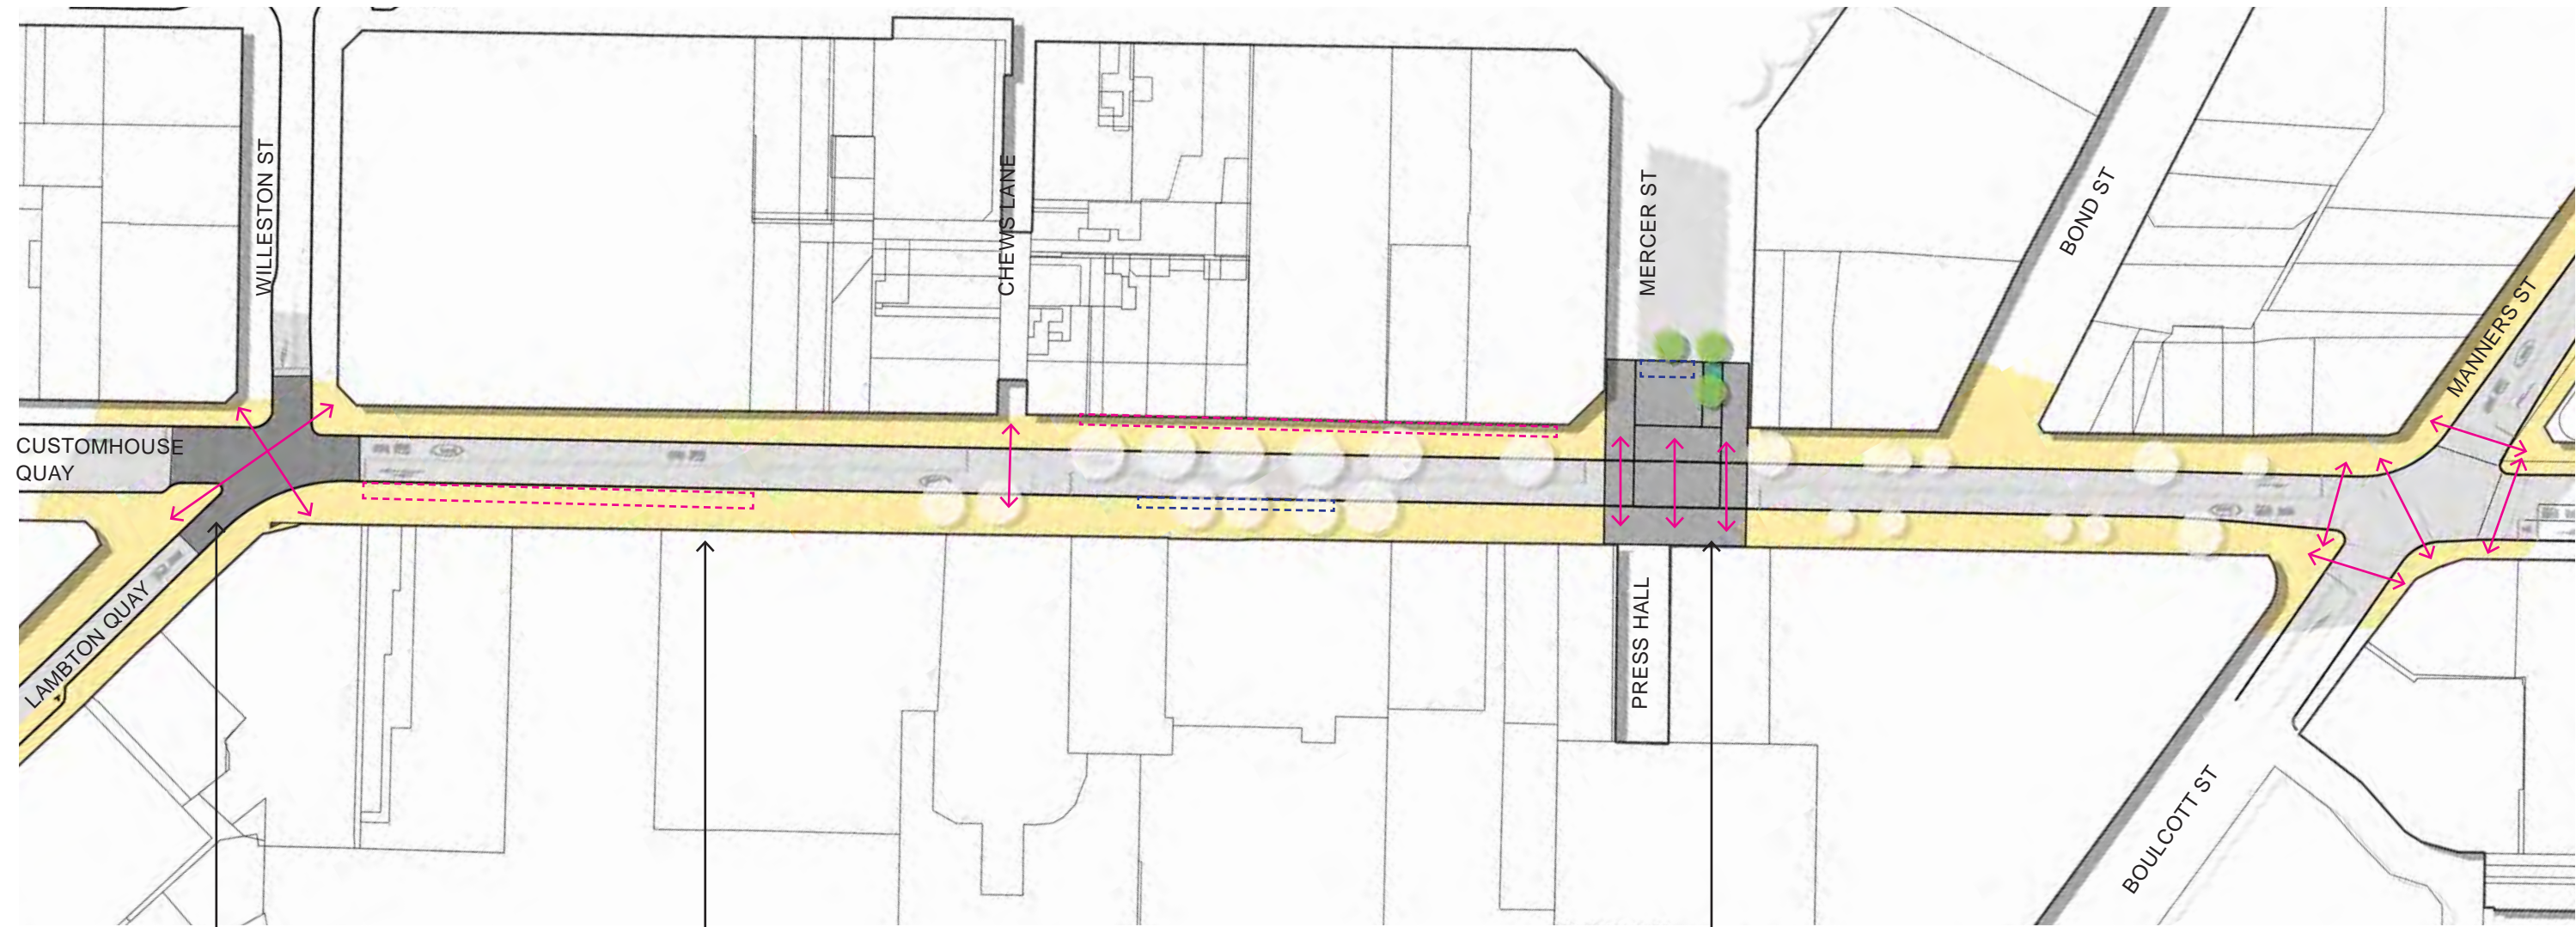 WILLESTON ST
CHEWS LANE
MERCER ST
BOND ST
MANNERS ST
CUSTOMHOUSE
QUAY
LAMBTON QUAY
PRESS HALL
BOULCOTT ST